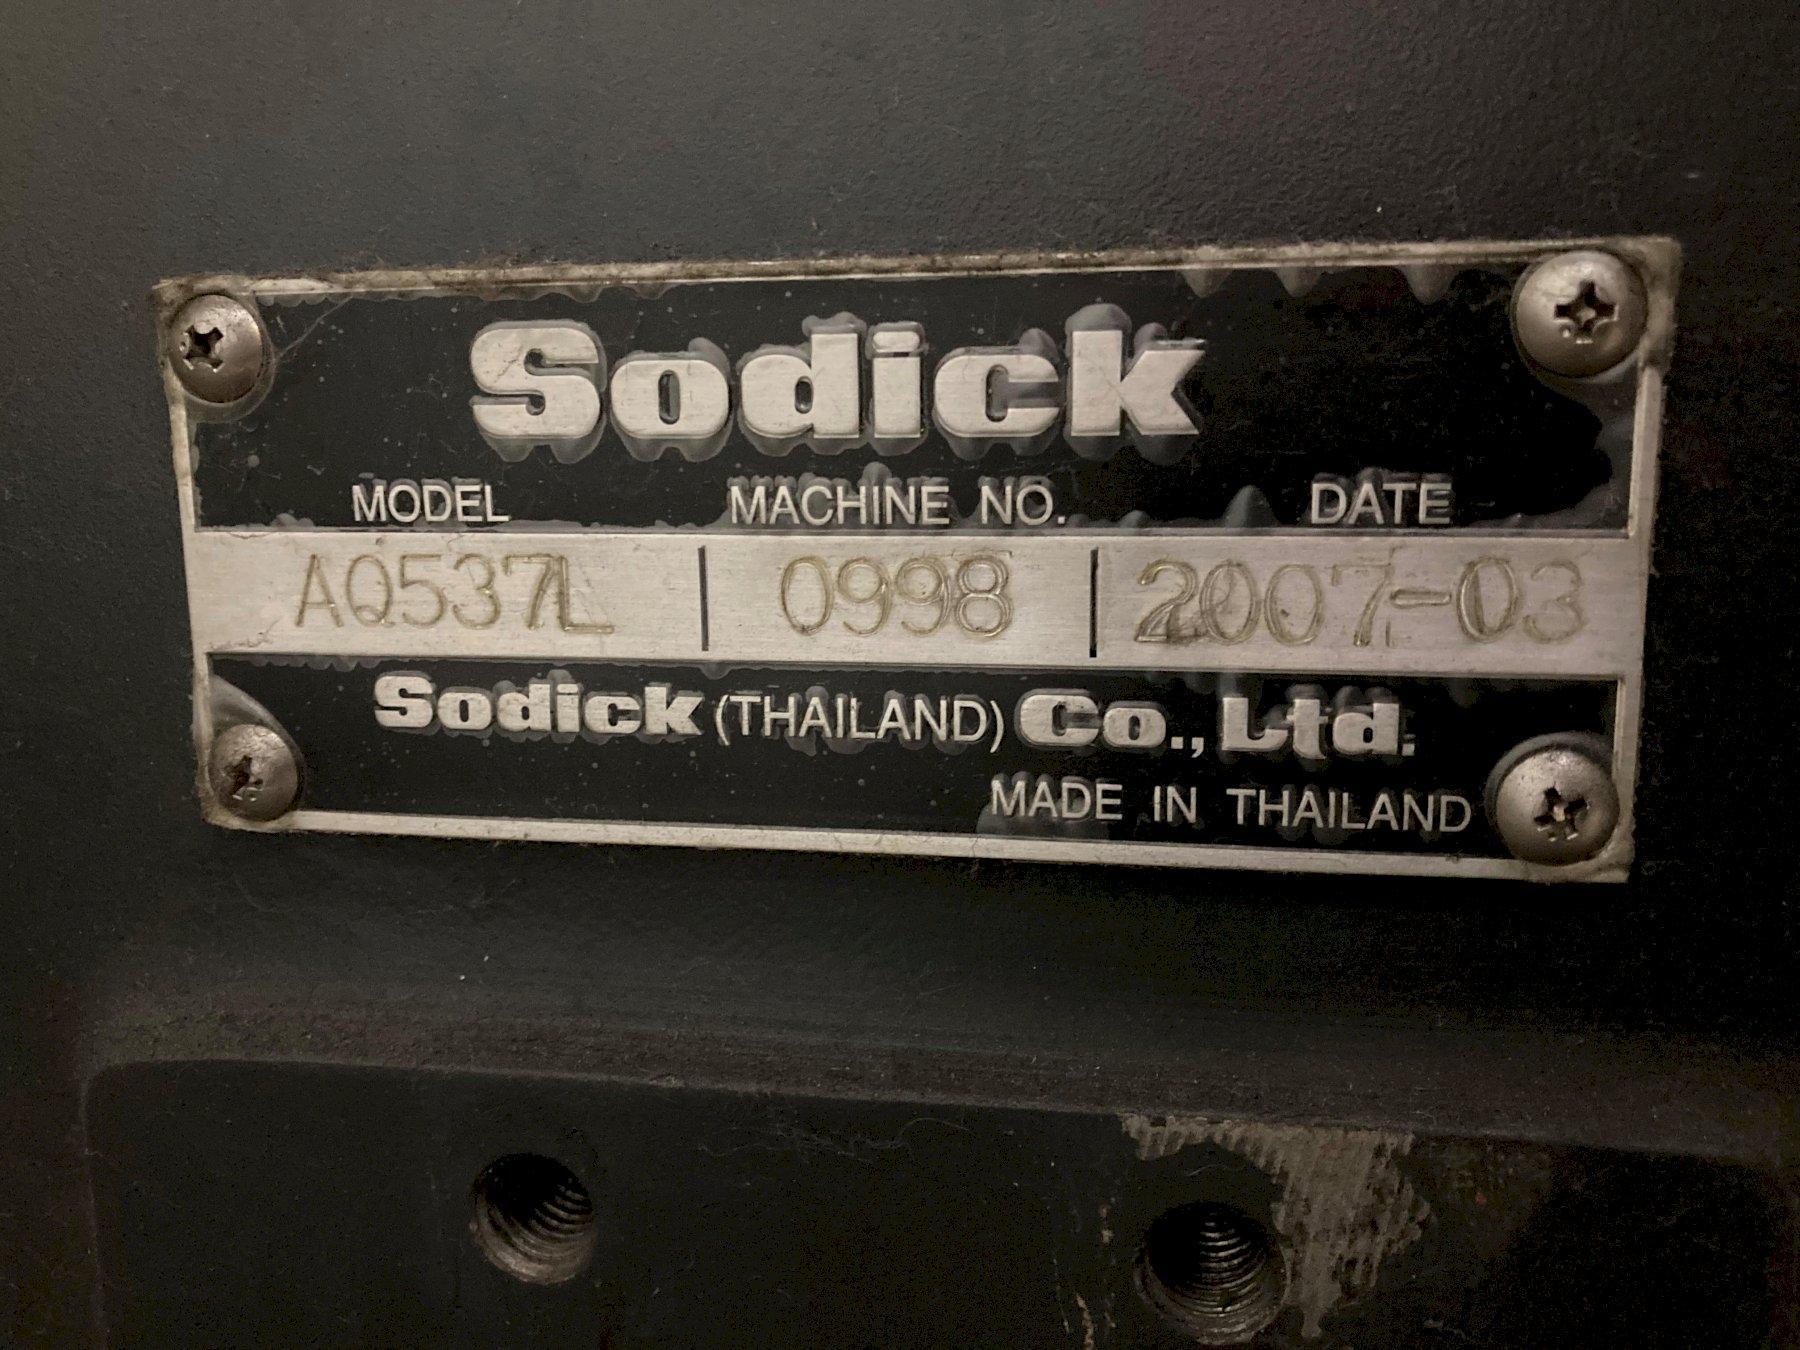 Sodick
MODEL MACHINE NO. DATE
AQ537L 0998 2007-03
Sodick (THAILAND) Co., Ltd.
MADE IN THAILAND